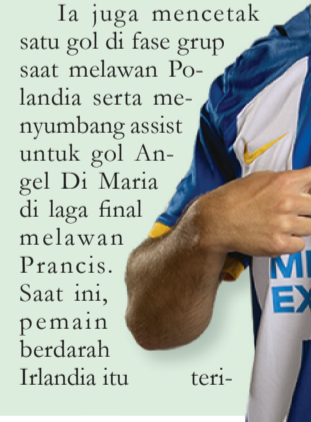 Ia juga mencetak
satu gol di fase grup
saat melawan Po-
landia serta me-
nyumbang assist
untuk gol An-
gel Di Maria
di laga final
melawan
Prancis.
Saat ini,
pemain
berdarah
Irlandia itu teri-